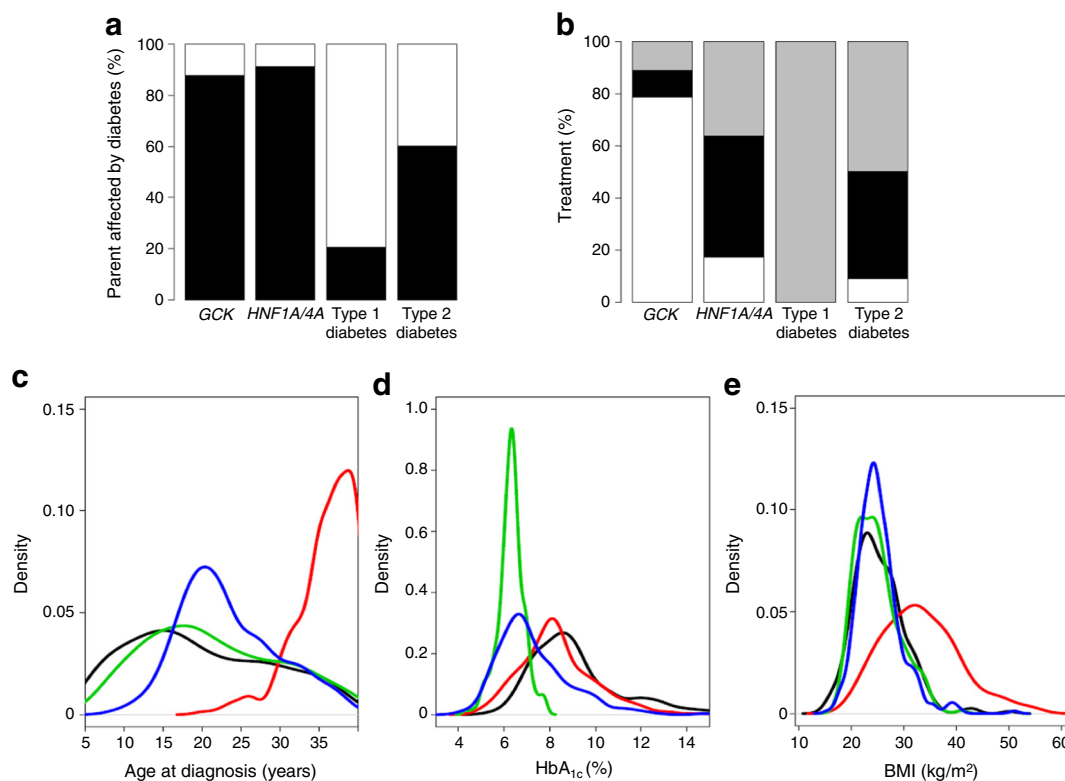 a
Parent affected by diabetes (%)
100
80
60
40
20
0
GCK
HNF1A/4A
Type 1
diabetes
Type 2
diabetes
b
Treatment (%)
100
80
60
40
20
0
GCK
HNF1A/4A
Type 1
diabetes
Type 2
diabetes
c
Density
0.15
0.10
0.05
0
5
10
15
20
25
30
35
Age at diagnosis (years)
d
Density
1.0
0.8
0.6
0.4
0.2
0
4
6
8
10
12
14
HbA1c (%)
e
Density
0.15
0.10
0.05
0
10
20
30
40
50
60
BMI (kg/m²)